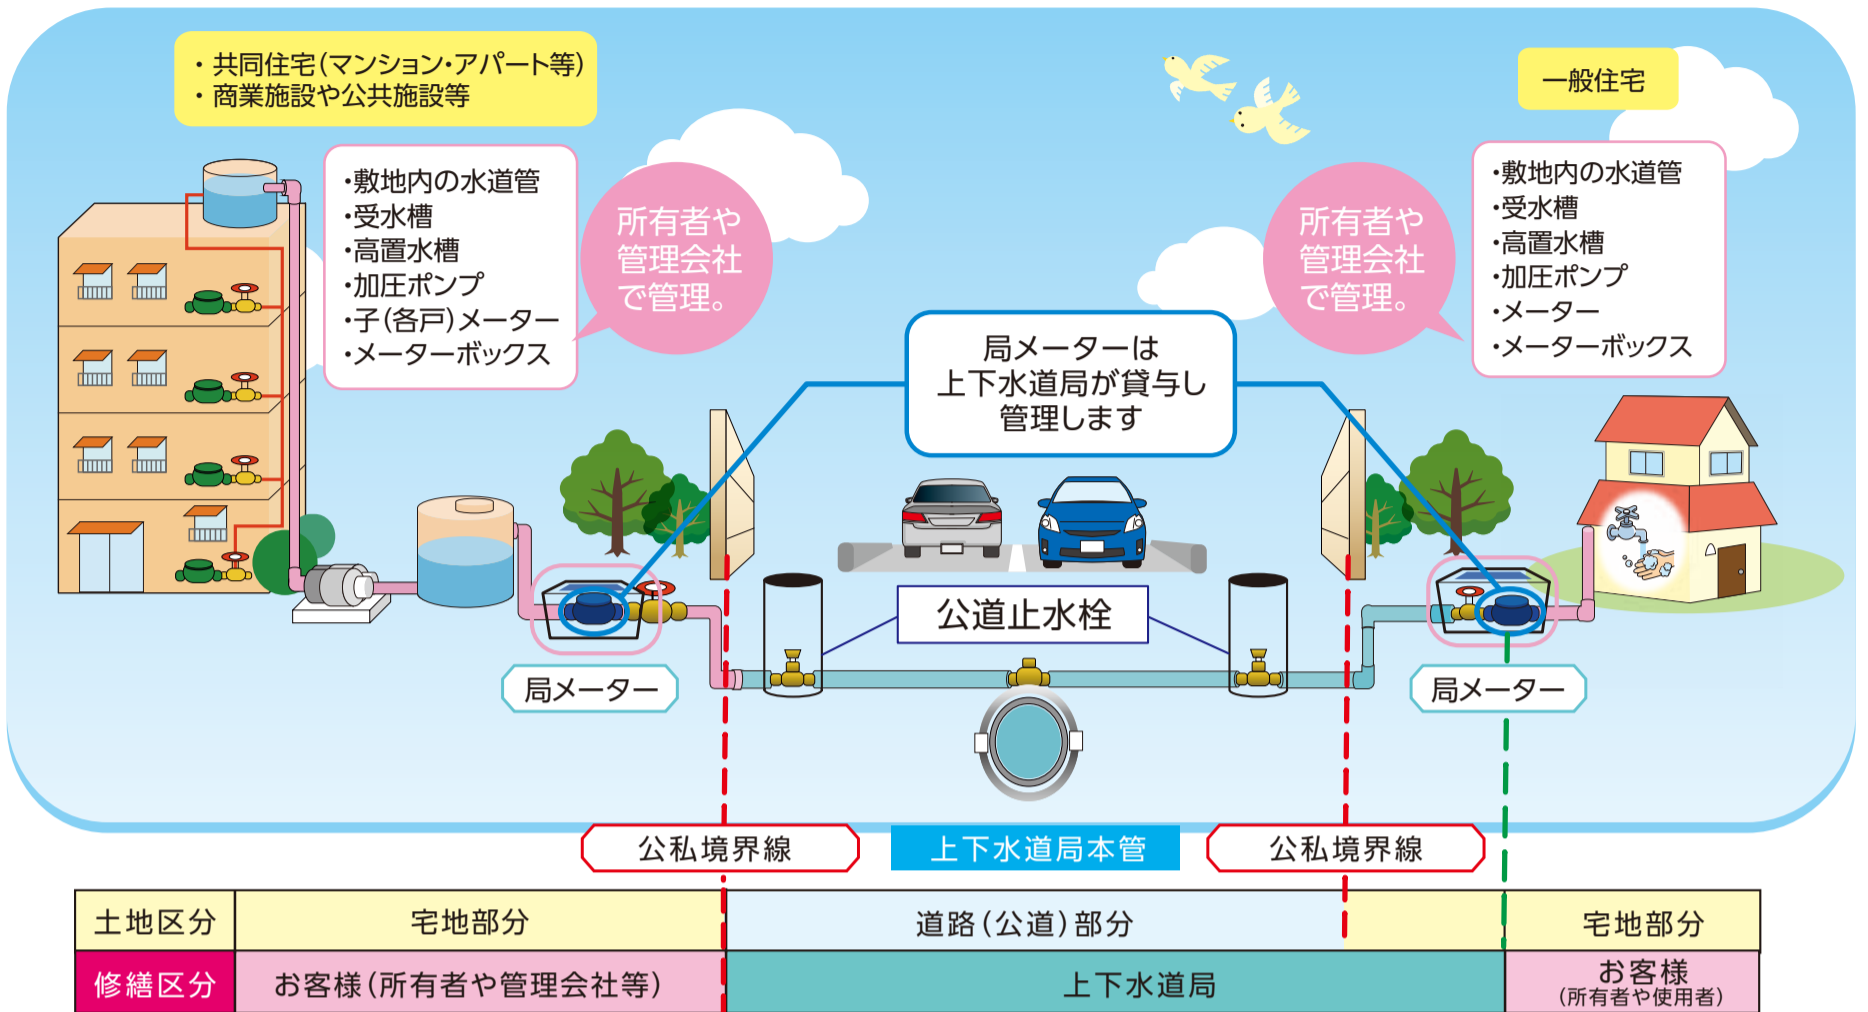 ・共同住宅(マンション・アパート等)
・商業施設や公共施設等
一般住宅
・敷地内の水道管
・受水槽
・高置水槽
・加圧ポンプ
・子(各戸)メーター
・メーターボックス
所有者や
管理会社
で管理。
所有者や
管理会社
で管理。
・敷地内の水道管
・受水槽
・高置水槽
・加圧ポンプ
・メーター
・メーターボックス
局メーターは
上下水道局が貸与し
管理します
公道止水栓
局メーター
局メーター
公私境界線
上下水道局本管
公私境界線
土地区分
宅地部分
道路(公道)部分
宅地部分
修繕区分
お客様(所有者や管理会社等)
上下水道局
お客様
(所有者や使用者)